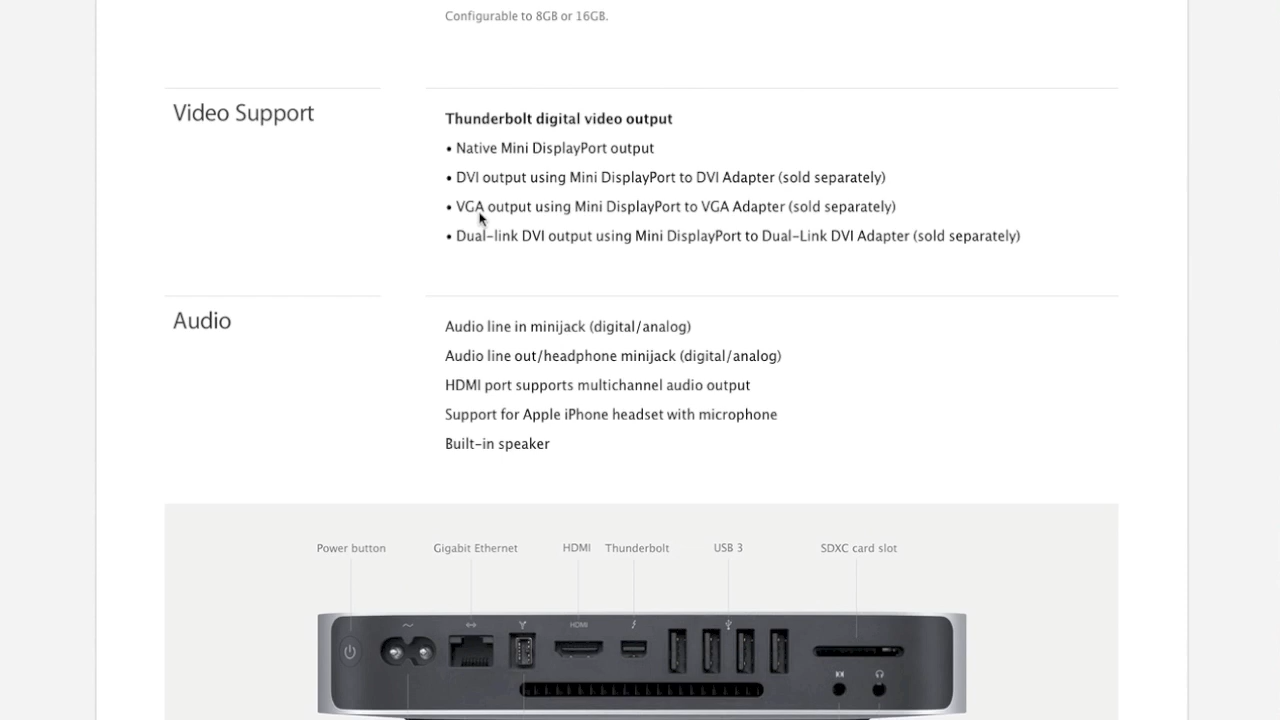 Configurable to 8GB or 16GB.
Video Support
Thunderbolt digital video output
• Native Mini DisplayPort output
• DVI output using Mini DisplayPort to DVI Adapter (sold separately)
• VGA output using Mini DisplayPort to VGA Adapter (sold separately)
• Dual-link DVI output using Mini DisplayPort to Dual-Link DVI Adapter (sold separately)
Audio
Audio line in minijack (digital/analog)
Audio line out/headphone minijack (digital/analog)
HDMI port supports multichannel audio output
Support for Apple iPhone headset with microphone
Built-in speaker
Power button Gigabit Ethernet HDMI Thunderbolt USB 3 SDXC card slot
HDMI